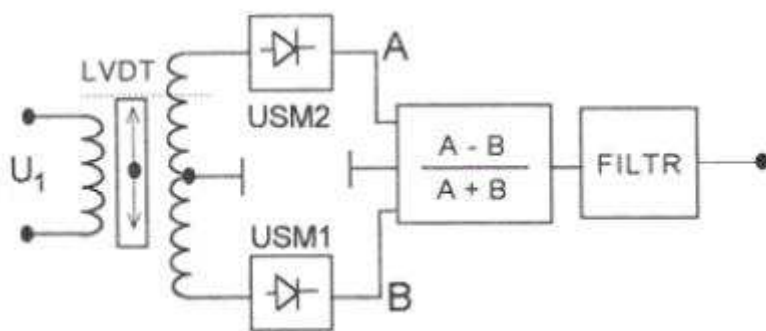 LVDT
U1
USM2
A
A - B
A + B
FILTR
USM1
B